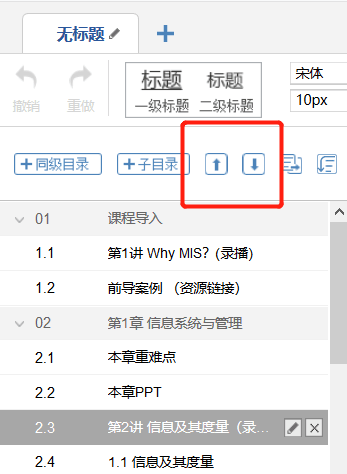 无标题
标题 标题 宋体
撤销 重做 一级标题 二级标题 10px
+同级目录 +子目录
01 课程导入
1.1 第1讲 Why MIS？(录播)
1.2 前导案例 （资源链接）
02 第1章 信息系统与管理
2.1 本章重难点
2.2 本章PPT
2.3 第2讲 信息及其度量（录...
2.4 1.1 信息及其度量